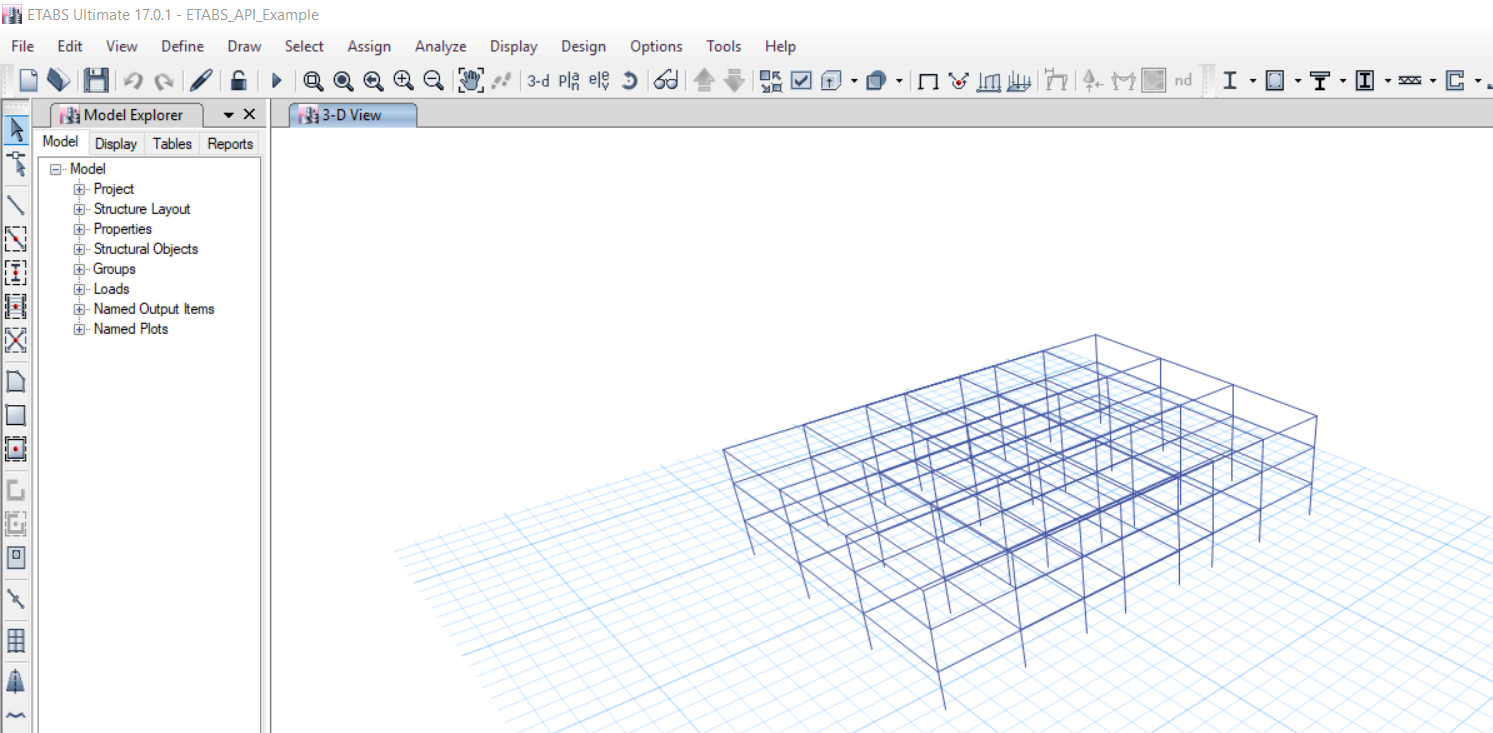 ETABS Ultimate 17.0.1 - ETABS_API_Example
File Edit View Define Draw Select Assign Analyze Display Design Options Tools Help
3-d pla ele nd
Model Explorer
3-D View
Model Display Tables Reports
Model
Project
Structure Layout
Properties
Structural Objects
Groups
Loads
Named Output Items
Named Plots